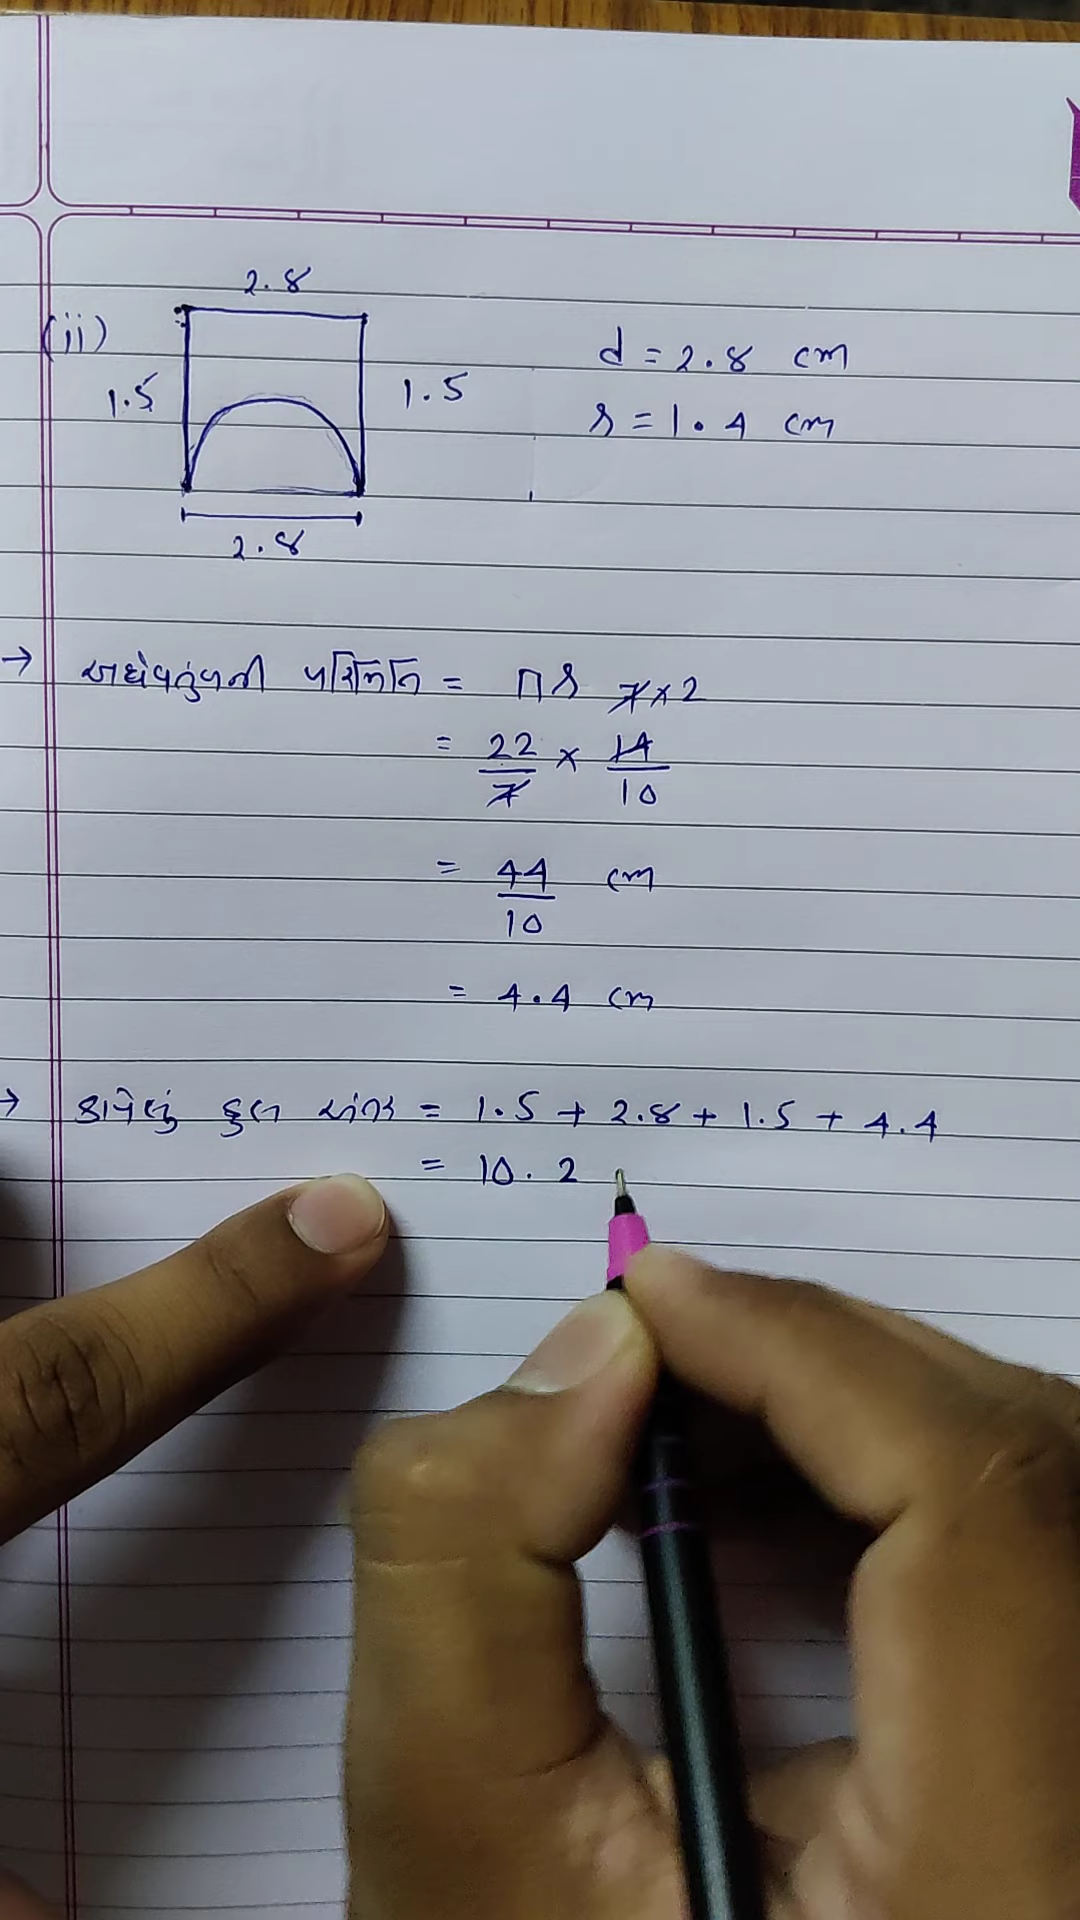 2.8
(ii)
1.5
1.5
d = 2.8 cm
r = 1.4 cm
2.8
→ અર્ધવર્તુળની પરિમિતિ = π r
7 × 2
= 22/7 × 14/10
= 44/10 cm
= 4.4 cm
→ કાપેલું કુલ અંતર = 1.5 + 2.8 + 1.5 + 4.4
= 10.2